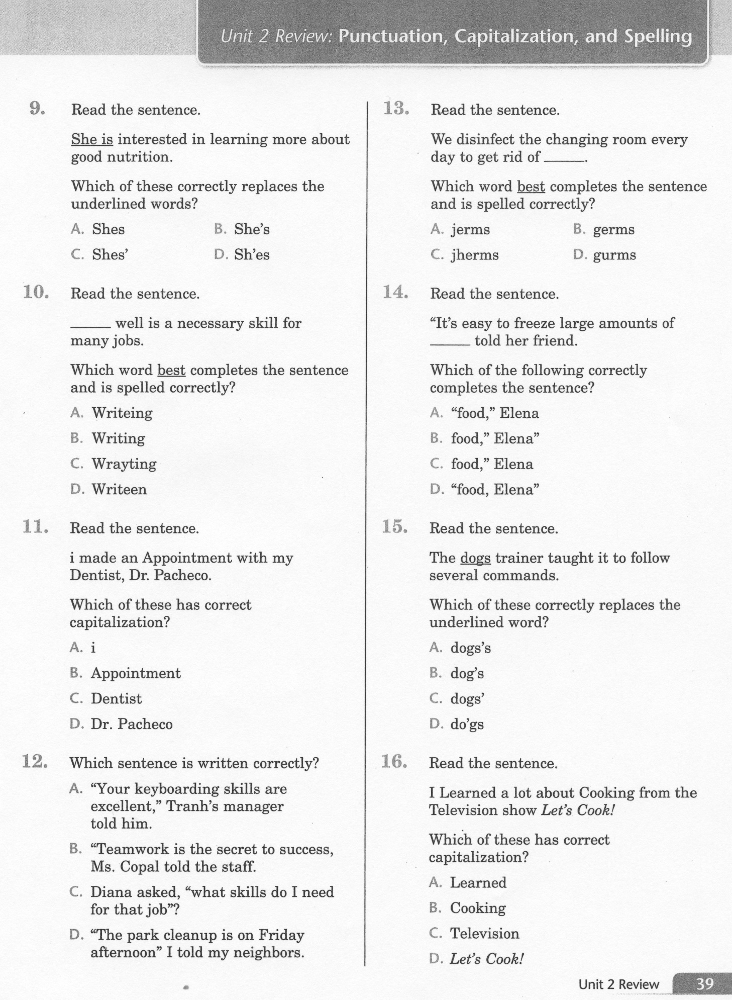 Unit 2 Review: Punctuation, Capitalization, and Spelling
9. Read the sentence.
She is interested in learning more about
good nutrition.
Which of these correctly replaces the
underlined words?
A. Shes B. She’s
C. Shes’ D. Sh’es
10. Read the sentence.
_____ well is a necessary skill for
many jobs.
Which word best completes the sentence
and is spelled correctly?
A. Writeing
B. Writing
C. Wrayting
D. Writeen
11. Read the sentence.
i made an Appointment with my
Dentist, Dr. Pacheco.
Which of these has correct
capitalization?
A. i
B. Appointment
C. Dentist
D. Dr. Pacheco
12. Which sentence is written correctly?
A. “Your keyboarding skills are
excellent,” Tranh’s manager
told him.
B. “Teamwork is the secret to success,
Ms. Copal told the staff.
C. Diana asked, “what skills do I need
for that job”?
D. “The park cleanup is on Friday
afternoon” I told my neighbors.
13. Read the sentence.
We disinfect the changing room every
day to get rid of _____.
Which word best completes the sentence
and is spelled correctly?
A. jerms B. germs
C. jherms D. gurms
14. Read the sentence.
“It’s easy to freeze large amounts of
_____ told her friend.
Which of the following correctly
completes the sentence?
A. “food,” Elena
B. food,” Elena”
C. food,” Elena
D. “food, Elena”
15. Read the sentence.
The dogs trainer taught it to follow
several commands.
Which of these correctly replaces the
underlined word?
A. dogs’s
B. dog’s
C. dogs’
D. do’gs
16. Read the sentence.
I Learned a lot about Cooking from the
Television show Let’s Cook!
Which of these has correct
capitalization?
A. Learned
B. Cooking
C. Television
D. Let’s Cook!
Unit 2 Review 39